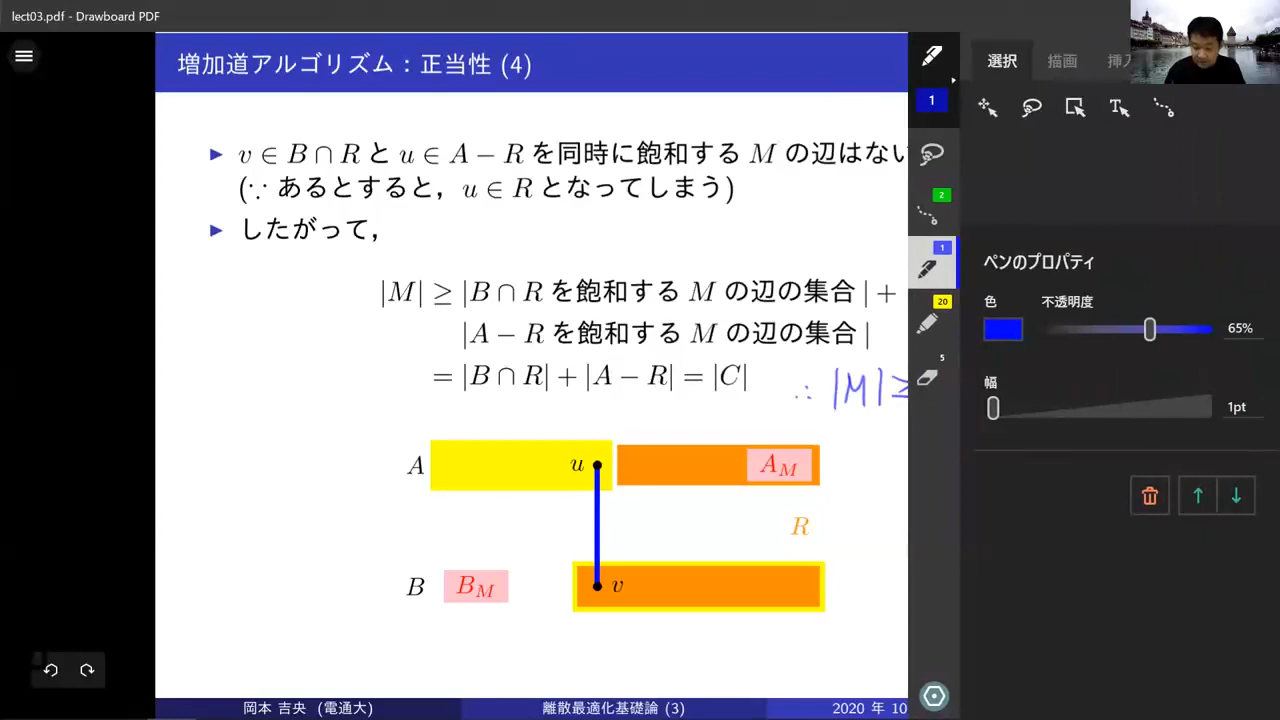 lect03.pdf - Drawboard PDF
増加道アルゴリズム：正当性 (4)
v ∈ B ∩ R と u ∈ A − R を同時に飽和する M の辺はない
(∵ あるとすると，u ∈ R となってしまう)
したがって，
|M| ≥ |B ∩ R を飽和する M の辺の集合| +
|A − R を飽和する M の辺の集合|
= |B ∩ R| + |A − R| = |C|
∴ |M| ≥
A u A_M
R
B B_M v
岡本 吉央 (電通大) 離散最適化基礎論 (3) 2020 年 10
1
2
1
20
5
選択 描画 挿入
ペンのプロパティ
色 不透明度
65%
幅
1pt